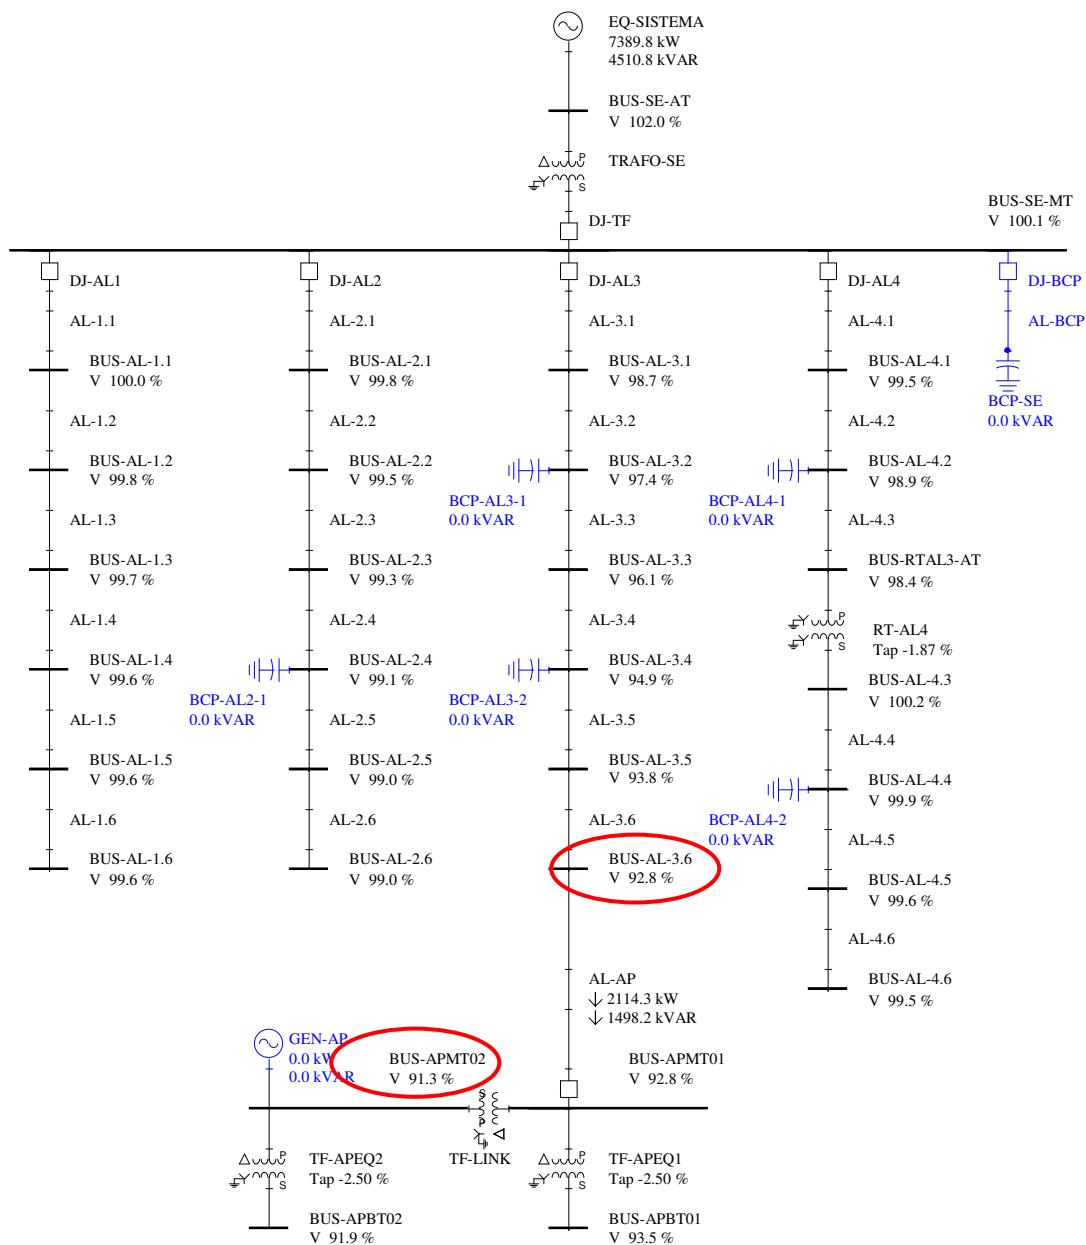 EQ-SISTEMA
7389.8 kW
4510.8 kVAR
BUS-SE-AT
V 102.0 %
P
TRAFO-SE
S
DJ-TF
BUS-SE-MT
V 100.1 %
DJ-AL1
AL-1.1
BUS-AL-1.1
V 100.0 %
AL-1.2
BUS-AL-1.2
V 99.8 %
AL-1.3
BUS-AL-1.3
V 99.7 %
AL-1.4
BUS-AL-1.4
V 99.6 %
AL-1.5
BUS-AL-1.5
V 99.6 %
AL-1.6
BUS-AL-1.6
V 99.6 %
DJ-AL2
AL-2.1
BUS-AL-2.1
V 99.8 %
AL-2.2
BUS-AL-2.2
V 99.5 %
AL-2.3
BUS-AL-2.3
V 99.3 %
AL-2.4
BUS-AL-2.4
V 99.1 %
BCP-AL2-1
0.0 kVAR
AL-2.5
BUS-AL-2.5
V 99.0 %
AL-2.6
BUS-AL-2.6
V 99.0 %
DJ-AL3
AL-3.1
BUS-AL-3.1
V 98.7 %
AL-3.2
BUS-AL-3.2
V 97.4 %
BCP-AL3-1
0.0 kVAR
AL-3.3
BUS-AL-3.3
V 96.1 %
AL-3.4
BUS-AL-3.4
V 94.9 %
BCP-AL3-2
0.0 kVAR
AL-3.5
BUS-AL-3.5
V 93.8 %
AL-3.6
BUS-AL-3.6
V 92.8 %
DJ-AL4
AL-4.1
BUS-AL-4.1
V 99.5 %
AL-4.2
BUS-AL-4.2
V 98.9 %
BCP-AL4-1
0.0 kVAR
AL-4.3
BUS-RTAL3-AT
V 98.4 %
P
S
RT-AL4
Tap -1.87 %
BUS-AL-4.3
V 100.2 %
AL-4.4
BUS-AL-4.4
V 99.9 %
BCP-AL4-2
0.0 kVAR
AL-4.5
BUS-AL-4.5
V 99.6 %
AL-4.6
BUS-AL-4.6
V 99.5 %
DJ-BCP
AL-BCP
BCP-SE
0.0 kVAR
AL-AP
2114.3 kW
1498.2 kVAR
GEN-AP
0.0 kW
0.0 kVAR
BUS-APMT02
V 91.3 %
BUS-APMT01
V 92.8 %
S
P
TF-LINK
P
S
TF-APEQ2
Tap -2.50 %
BUS-APBT02
V 91.9 %
P
S
TF-APEQ1
Tap -2.50 %
BUS-APBT01
V 93.5 %